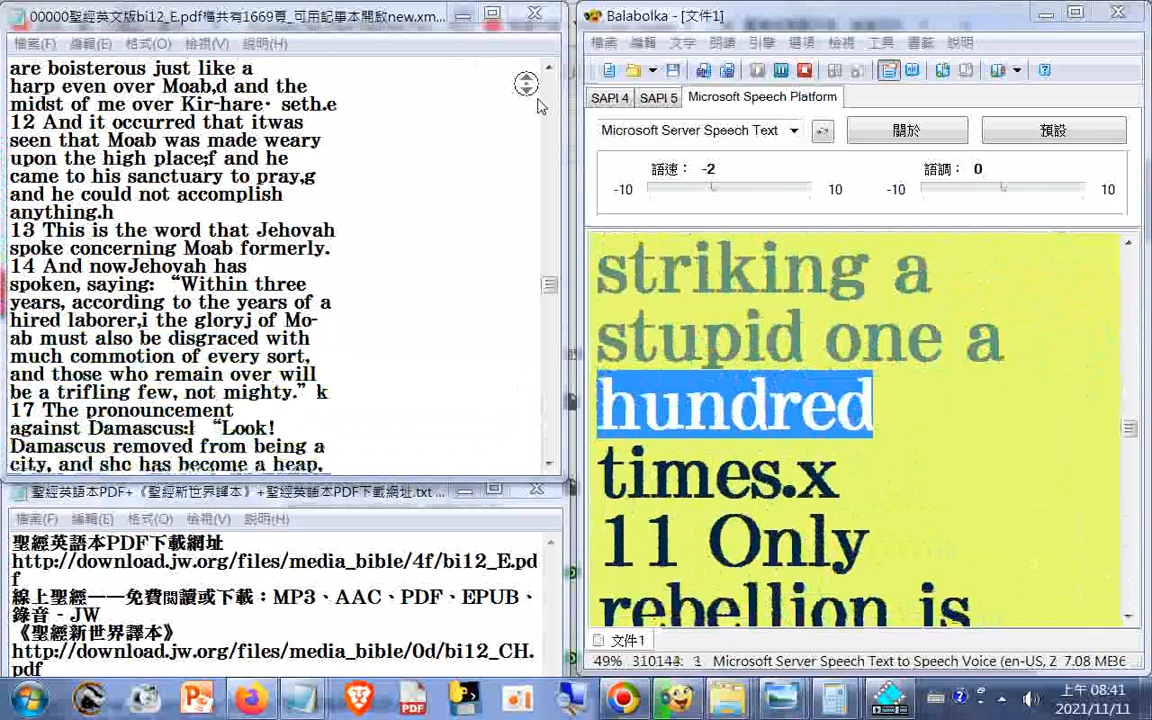 00000聖經英文版bi12_E.pdf檔共有1669頁_可用記事本開啟new.xm...
檔案(F) 編輯(E) 格式(O) 檢視(V) 說明(H)
are boisterous just like a
harp even over Moab,d and the
midst of me over Kir-hare· seth.e
12 And it occurred that itwas
seen that Moab was made weary
upon the high place;f and he
came to his sanctuary to pray,g
and he could not accomplish
anything.h
13 This is the word that Jehovah
spoke concerning Moab formerly.
14 And nowJehovah has
spoken, saying: “Within three
years, according to the years of a
hired laborer,i the gloryj of Mo-
ab must also be disgraced with
much commotion of every sort,
and those who remain over will
be a trifling few, not mighty.” k
17 The pronouncement
against Damascus:l “Look!
Damascus removed from being a
city, and she has become a heap,
聖經英語本PDF+《聖經新世界譯本》+聖經英語本PDF下載網址.txt ...
檔案(F) 編輯(E) 格式(O) 檢視(V) 說明(H)
聖經英語本PDF下載網址
http://download.jw.org/files/media_bible/4f/bi12_E.pd
f
線上聖經——免費閱讀或下載：MP3、AAC、PDF、EPUB、
錄音 - JW
《聖經新世界譯本》
http://download.jw.org/files/media_bible/0d/bi12_CH.
pdf
Balabolka - [文件1]
檔案 編輯 文字 朗讀 引擎 選項 檢視 工具 書籤 說明
SAPI 4 SAPI 5 Microsoft Speech Platform
Microsoft Server Speech Text 關於 預設
語速： -2 語調： 0
-10 10 -10 10
striking a
stupid one a
hundred
times.x
11 Only
rebellion is
文件1
49% Microsoft Server Speech Text to Speech Voice (en-US, Z
上午 08:41
2021/11/11